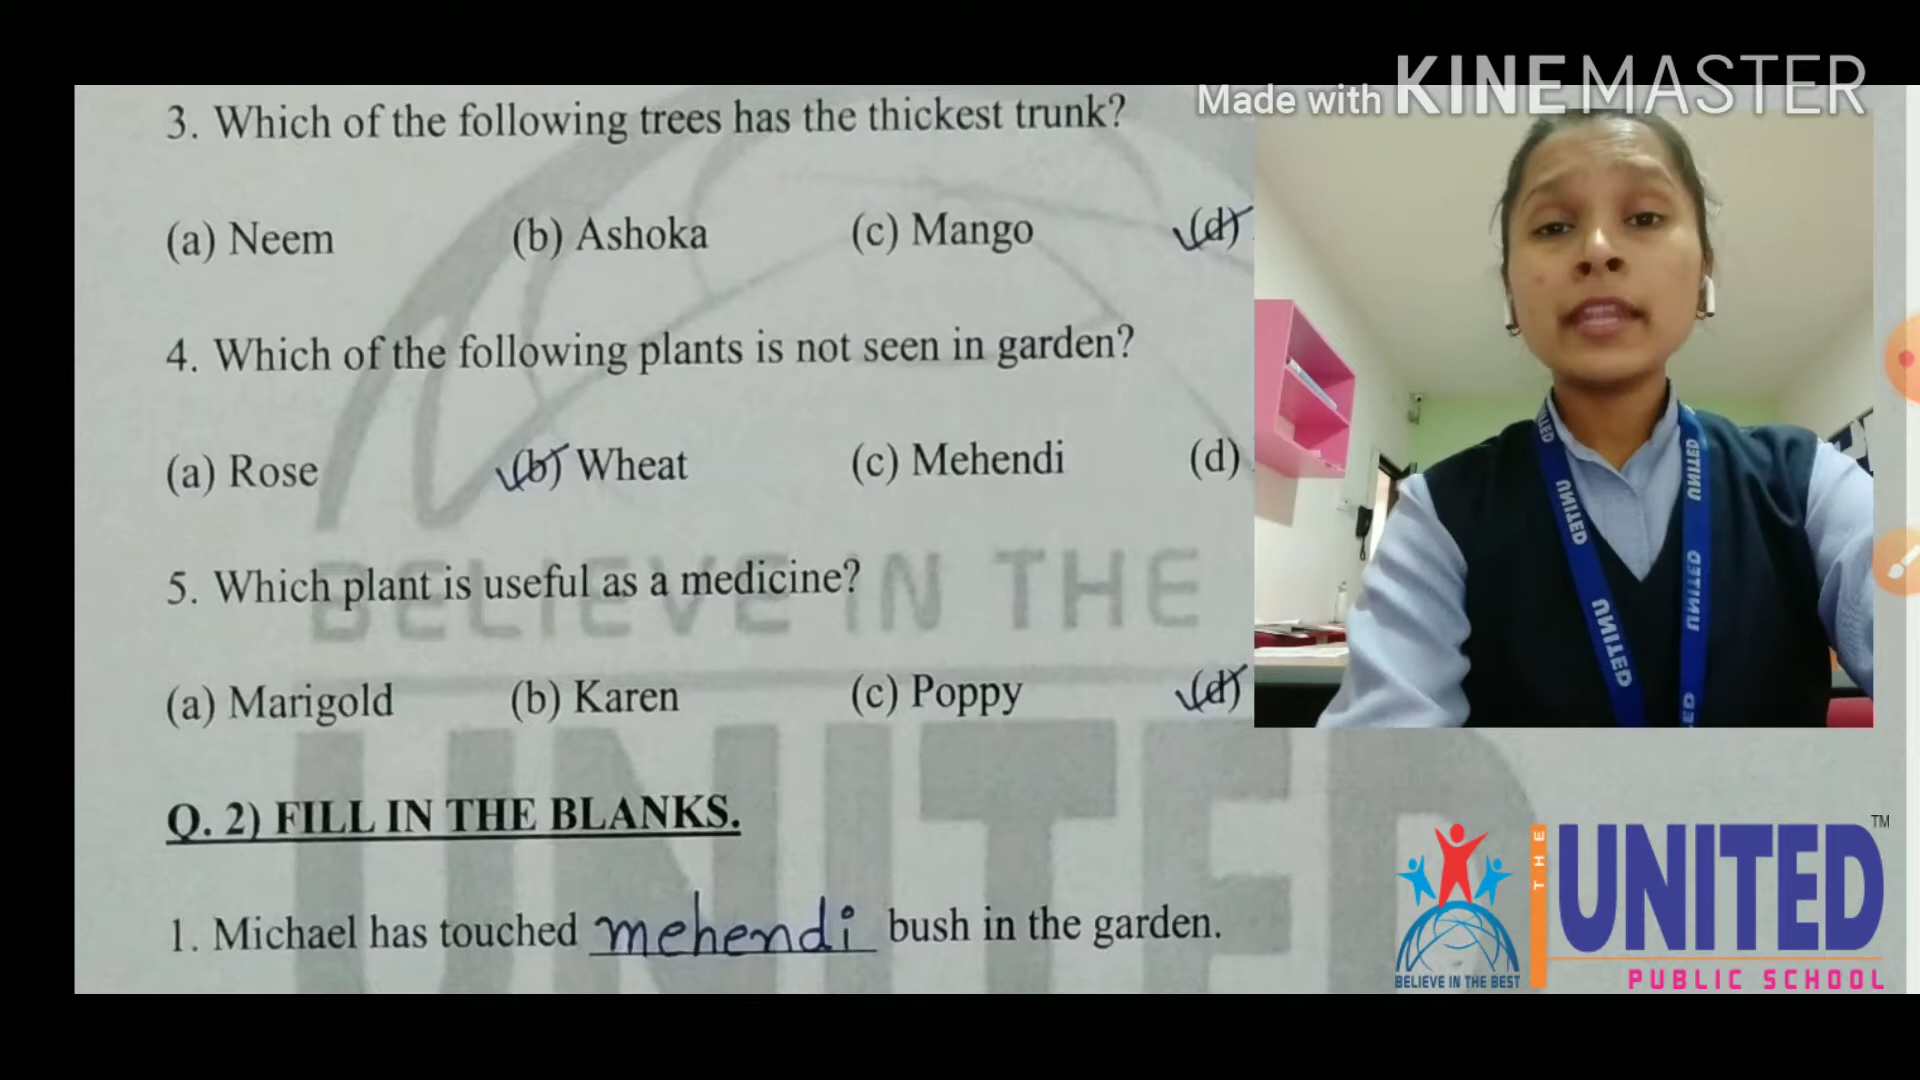 Made with KINEMASTER
3. Which of the following trees has the thickest trunk?
(a) Neem (b) Ashoka (c) Mango (d)
4. Which of the following plants is not seen in garden?
(a) Rose (b) Wheat (c) Mehendi (d)
5. Which plant is useful as a medicine?
(a) Marigold (b) Karen (c) Poppy (d)
BELIEVE IN THE
UNITED
Q. 2) FILL IN THE BLANKS.
1. Michael has touched mehendi bush in the garden.
UNITED
UNITED
UNITED
UNITED
THE UNITED TM
PUBLIC SCHOOL
BELIEVE IN THE BEST